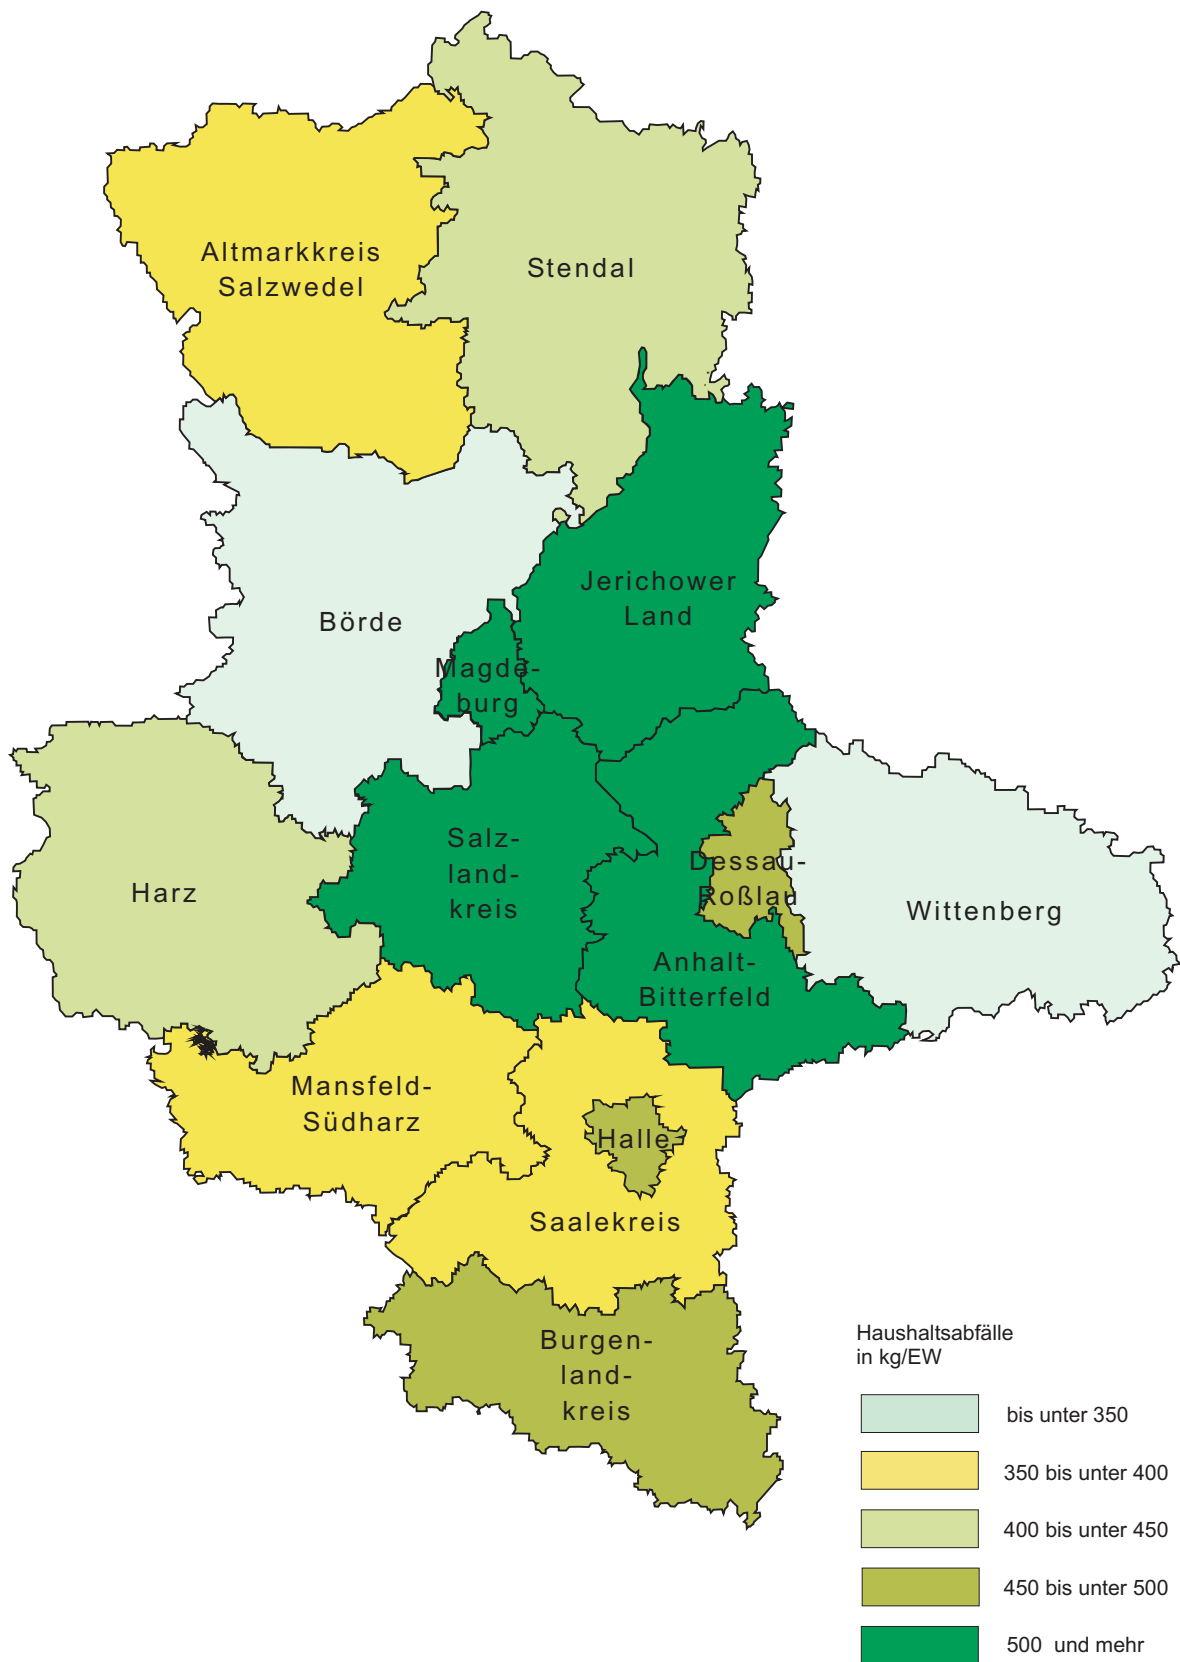 Altmarkkreis
Salzwedel
Stendal
Jerichower
Land
Börde
Magde-
burg
Salz-
land-
kreis
Dessau-
Roßlau
Harz
Wittenberg
Anhalt-
Bitterfeld
Mansfeld-
Südharz
Halle
Saalekreis
Burgen-
land-
kreis
Haushaltsabfälle
in kg/EW
bis unter 350
350 bis unter 400
400 bis unter 450
450 bis unter 500
500 und mehr